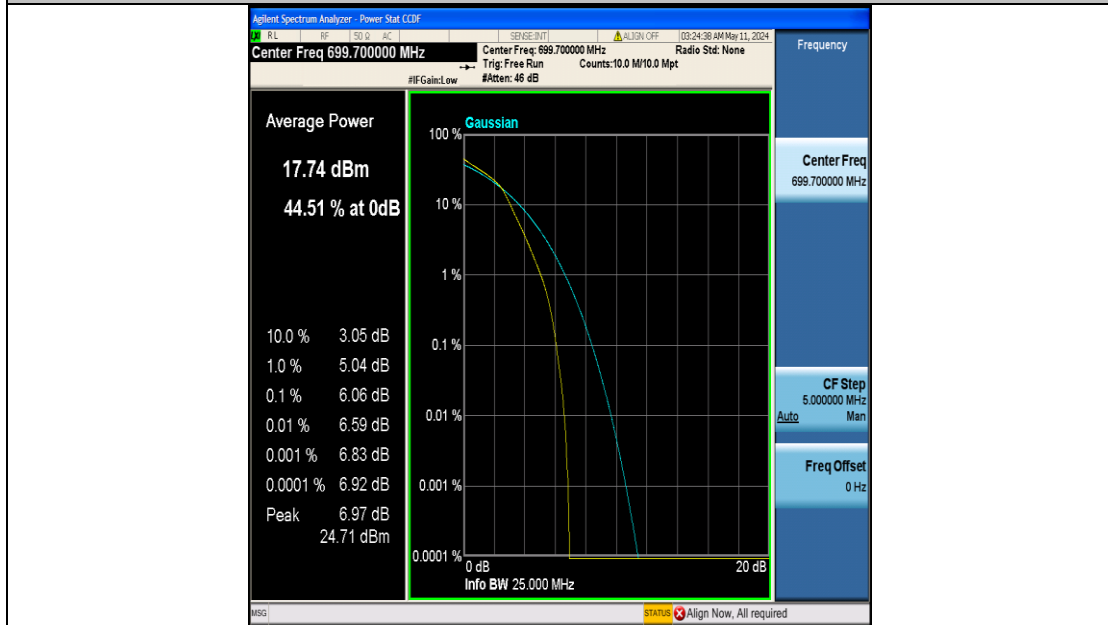 Agilent Spectrum Analyzer - Power Stat CCDF
RL RF 50 Ω AC SENSE:INT ALIGN OFF 03:24:38 AM May 11, 2024
Center Freq 699.700000 MHz
Center Freq: 699.700000 MHz Radio Std: None
Trig: Free Run Counts:10.0 M/10.0 Mpt
#IFGain:Low #Atten: 46 dB
Average Power
17.74 dBm
44.51 % at 0dB
10.0 % 3.05 dB
1.0 % 5.04 dB
0.1 % 6.06 dB
0.01 % 6.59 dB
0.001 % 6.83 dB
0.0001 % 6.92 dB
Peak 6.97 dB
24.71 dBm
Gaussian
100 %
10 %
1 %
0.1 %
0.01 %
0.001 %
0.0001 %
0 dB 20 dB
Info BW 25.000 MHz
Frequency
Center Freq
699.700000 MHz
CF Step
5.000000 MHz
Auto Man
Freq Offset
0 Hz
MSG STATUS Align Now, All required